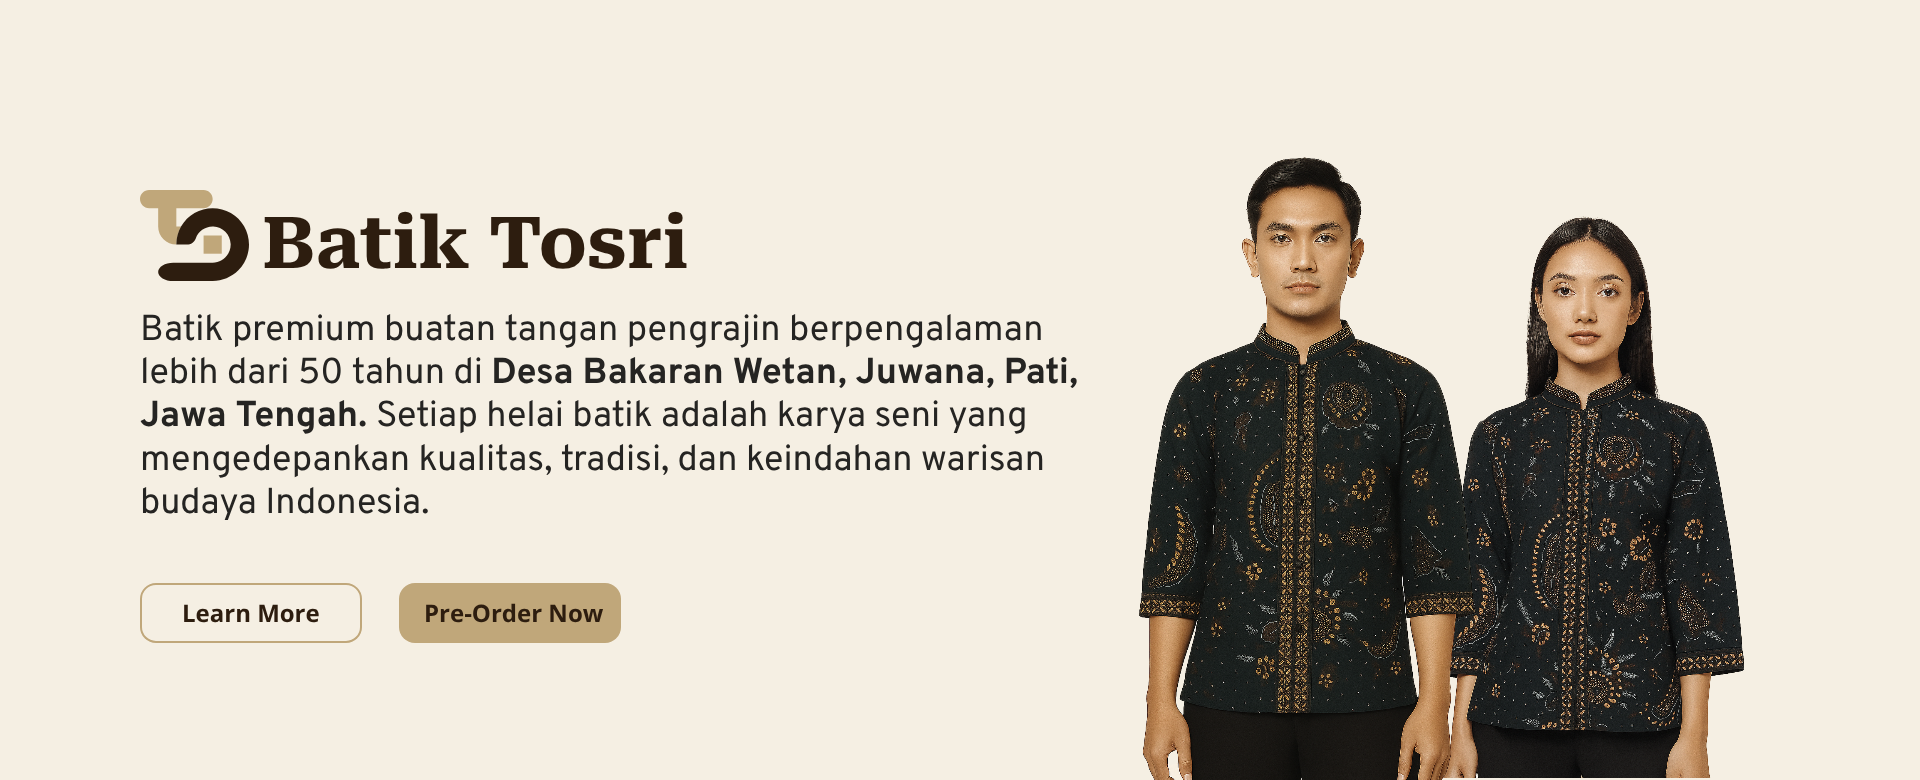 Batik Tosri
Batik premium buatan tangan pengrajin berpengalaman
lebih dari 50 tahun di Desa Bakaran Wetan, Juwana, Pati,
Jawa Tengah. Setiap helai batik adalah karya seni yang
mengedepankan kualitas, tradisi, dan keindahan warisan
budaya Indonesia.
Learn More
Pre-Order Now